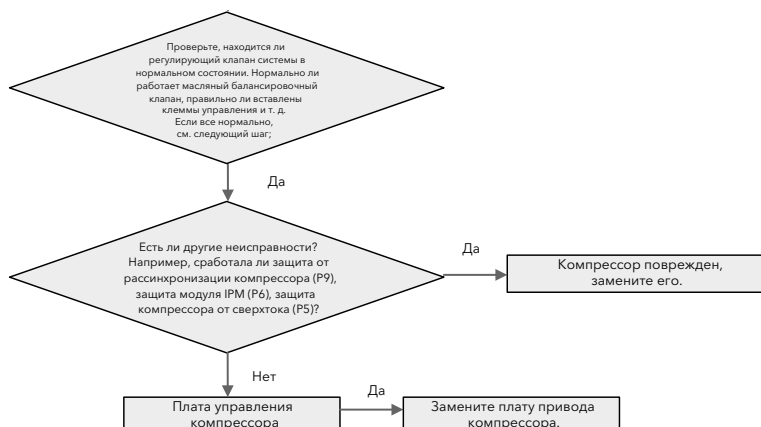 Проверьте, находится ли
регулирующий клапан системы в
нормальном состоянии. Нормально ли
работает масляный балансировочный
клапан, правильно ли вставлены
клеммы управления и т. д.
Если все нормально,
см. следующий шаг;
Да
Есть ли другие неисправности?
Например, сработала ли защита от
рассинхронизации компрессора (P9),
защита модуля IPM (P6), защита
компрессора от сверхтока (P5)?
Да
Компрессор поврежден,
замените его.
Нет
Плата управления
компрессора
Да
Замените плату привода
компрессора.